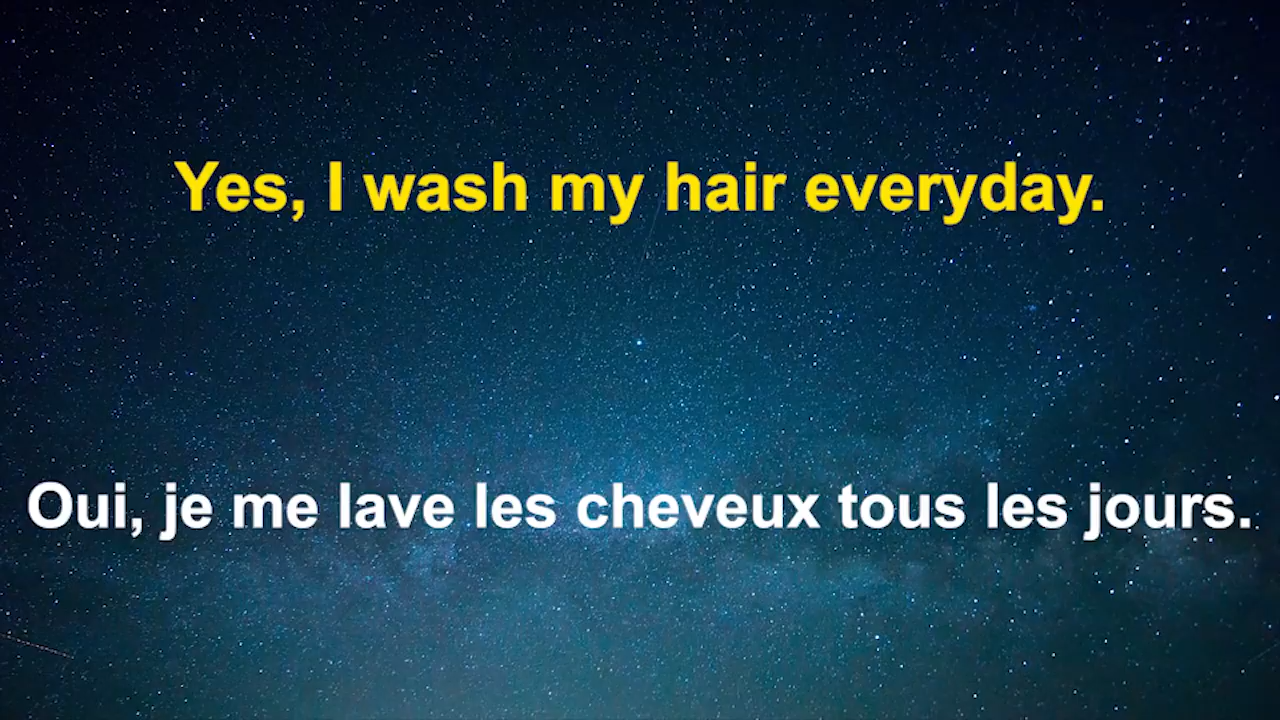 Yes, I wash my hair everyday.
Oui, je me lave les cheveux tous les jours.